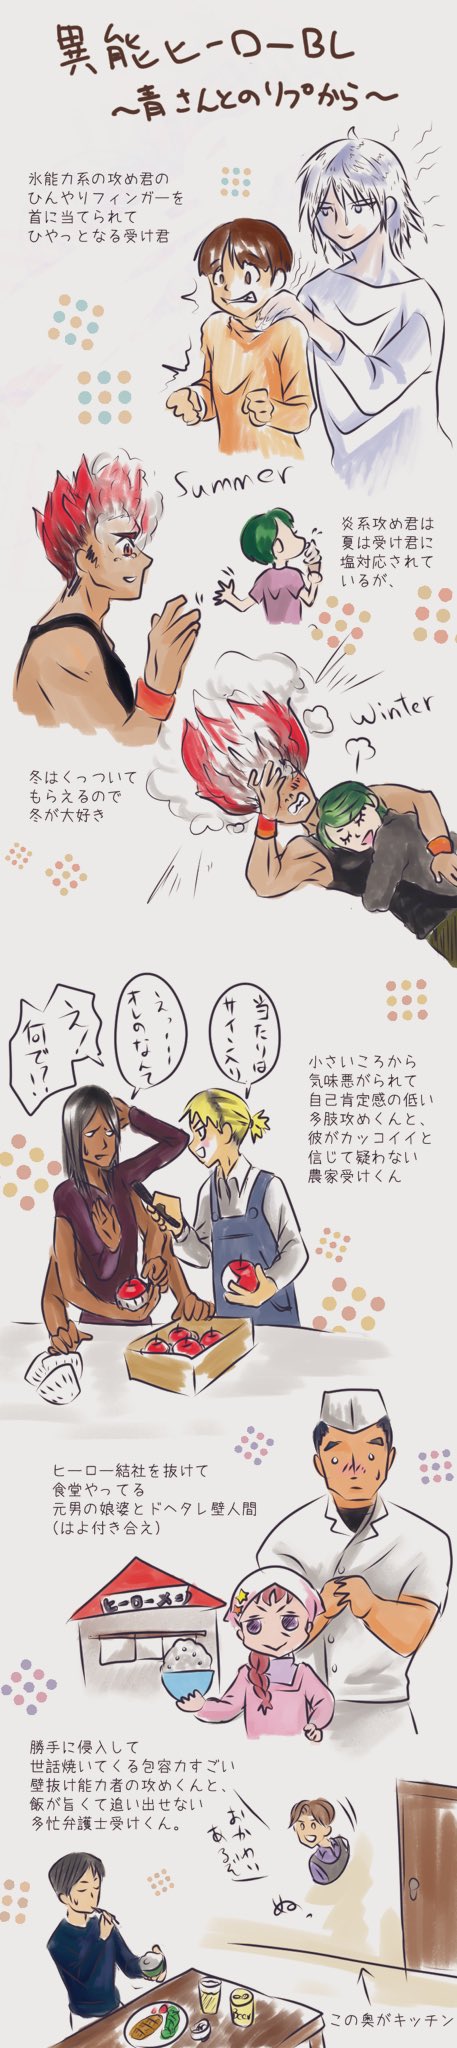 異能ヒーローBL
～青さんとのリプから～
氷能力系の攻め君の
ひんやりフィンガーを
首に当てられて
ひやっとなる受け君
Summer
炎系攻め君は
夏は受け君に
塩対応されて
いるが、
Winter
冬はくっついて
もらえるので
冬が大好き
当たりは
サイン入り
えっ…
オレのなんて
え！
何で？！
小さいころから
気味悪がられて
自己肯定感の低い
多肢攻めくんと、
彼がカッコイイと
信じて疑わない
農家受けくん
ヒーロー結社を抜けて
食堂やってる
元男の娘婆とドヘタレ壁人間
(はよ付き合え)
ヒーローメシ
勝手に侵入して
世話焼いてくる包容力すごい
壁抜け能力者の攻めくんと、
飯が旨くて追い出せない
多忙弁護士受けくん。
おかわり
あるぞ
ぬっ
Beer
この奥がキッチン